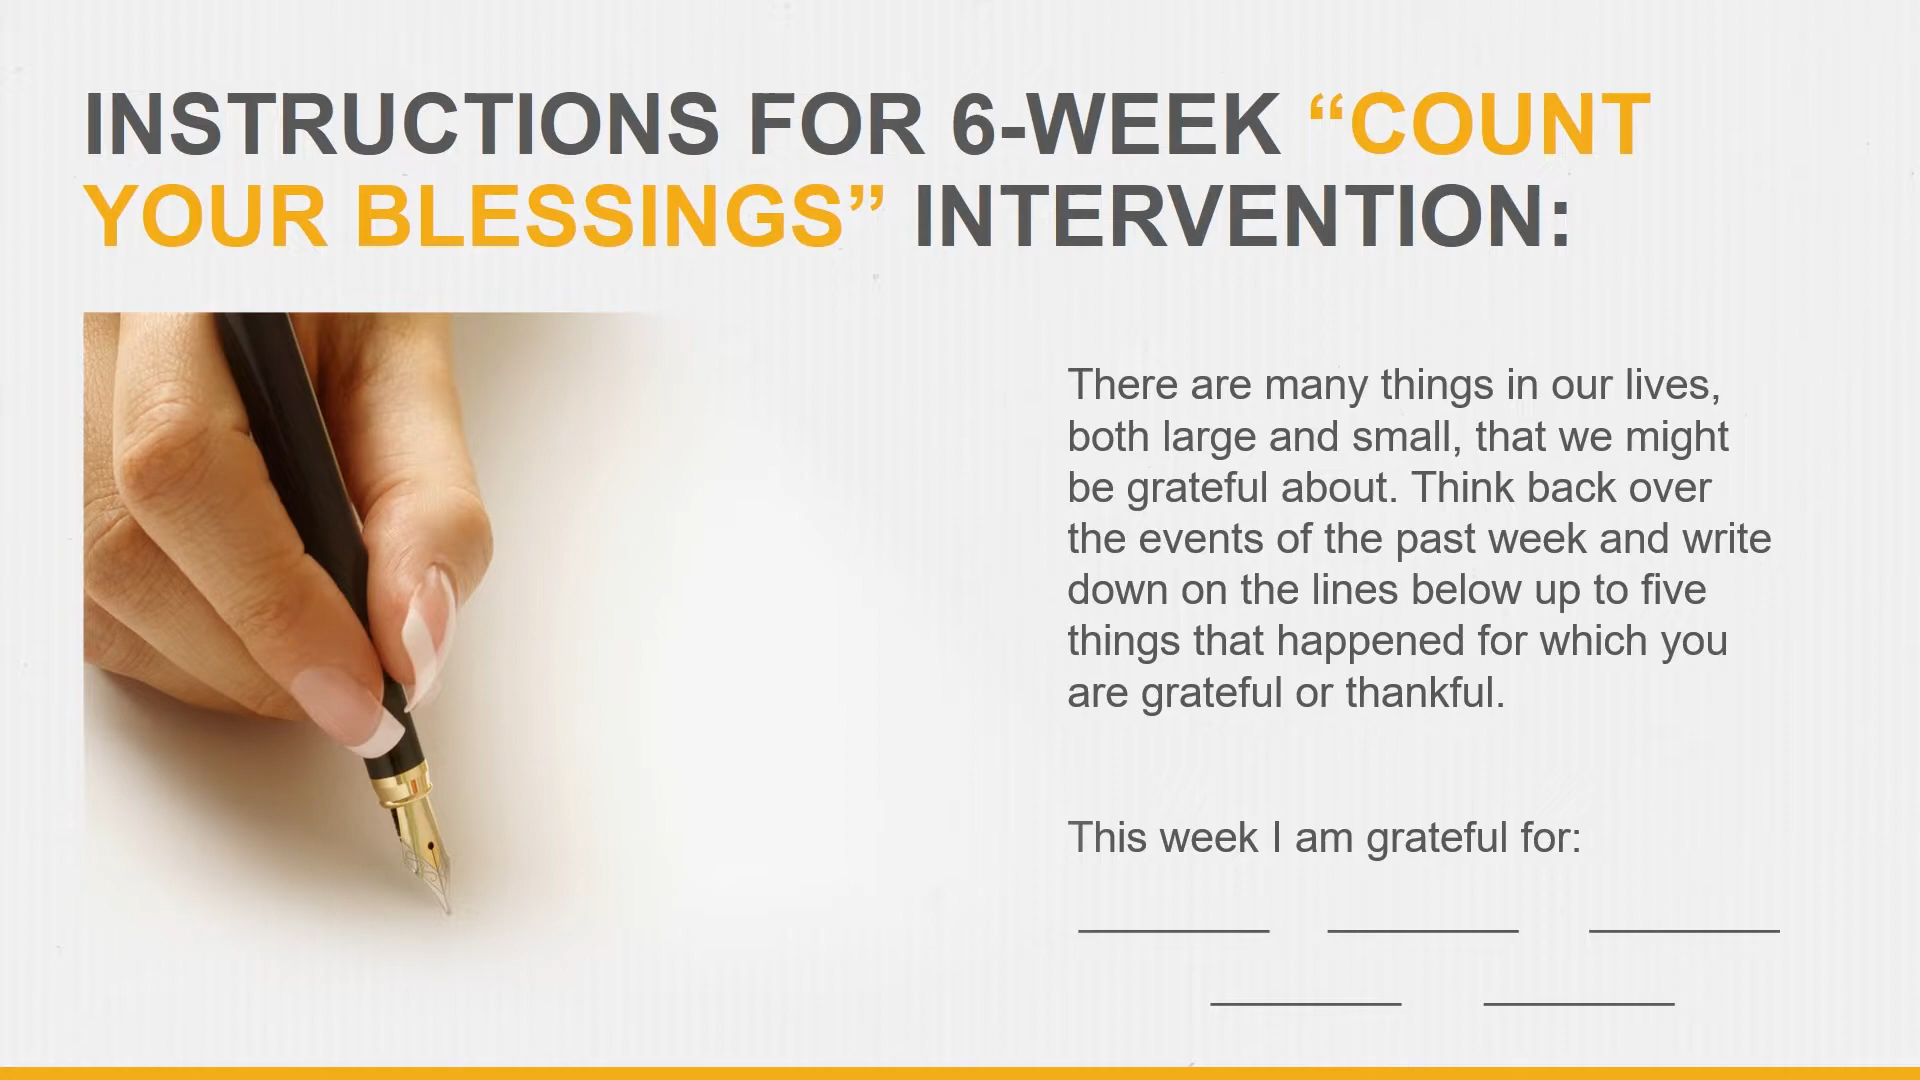 INSTRUCTIONS FOR 6-WEEK “COUNT
YOUR BLESSINGS” INTERVENTION:
There are many things in our lives,
both large and small, that we might
be grateful about. Think back over
the events of the past week and write
down on the lines below up to five
things that happened for which you
are grateful or thankful.
This week I am grateful for: